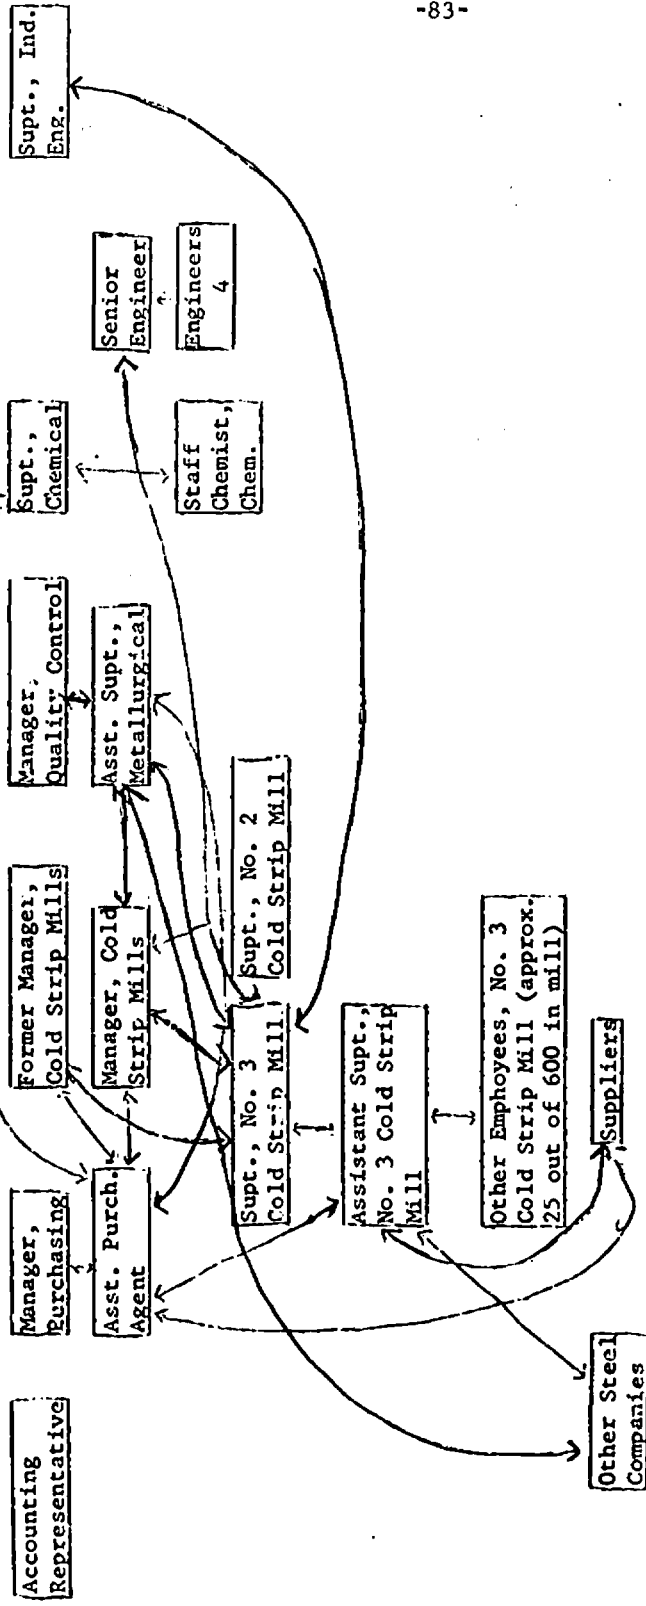 -83-
Accounting
Representative
Manager,
Purchasing
Asst. Purch.
Agent
Former Manager,
Cold Strip Mills
Manager, Cold
Strip Mills
Manager,
Quality Control
Asst. Supt.,
Metallurgical
Supt.,
Chemical
Staff
Chemist,
Chem.
Senior
Engineer
Engineers
4
Supt., Ind.
Eng.
Supt., No. 3
Cold Strip Mill
Supt., No. 2
Cold Strip Mill
Assistant Supt.,
No. 3 Cold Strip
Mill
Other Emphoyees, No. 3
Cold Strip Mill (approx.
25 out of 600 in mill)
Suppliers
Other Steel
Companies